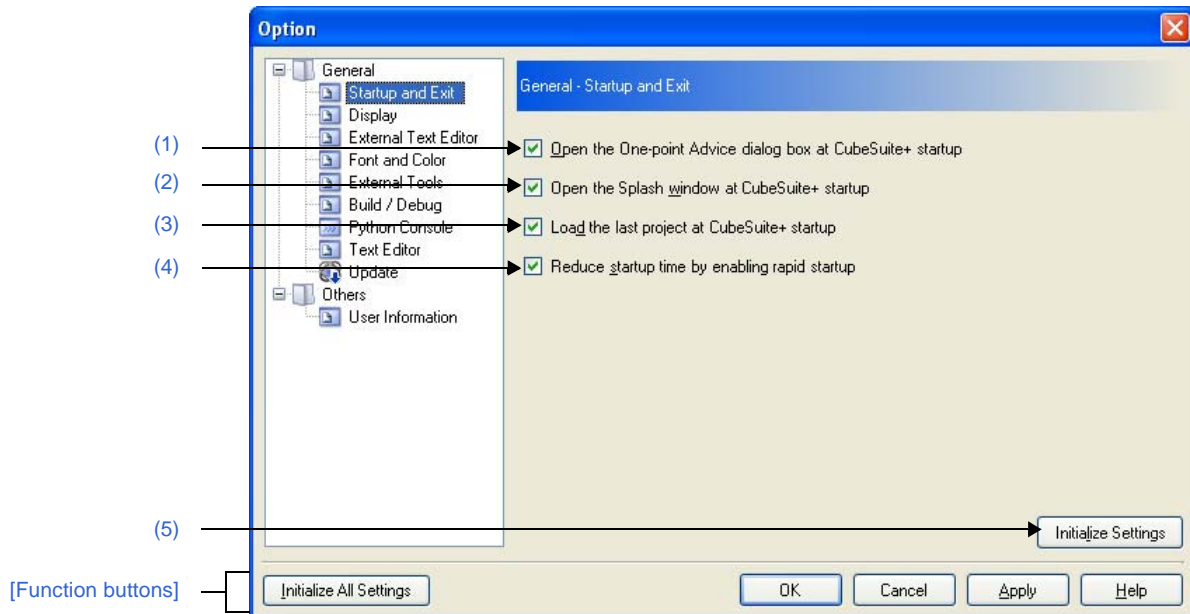 Option
General
Startup and Exit
Display
External Text Editor
Font and Color
External Tools
Build / Debug
Python Console
Text Editor
Update
Others
User Information
General - Startup and Exit
(1)
Open the One-point Advice dialog box at CubeSuite+ startup
(2)
Open the Splash window at CubeSuite+ startup
(3)
Load the last project at CubeSuite+ startup
(4)
Reduce startup time by enabling rapid startup
(5)
Initialize Settings
[Function buttons]
Initialize All Settings
OK
Cancel
Apply
Help